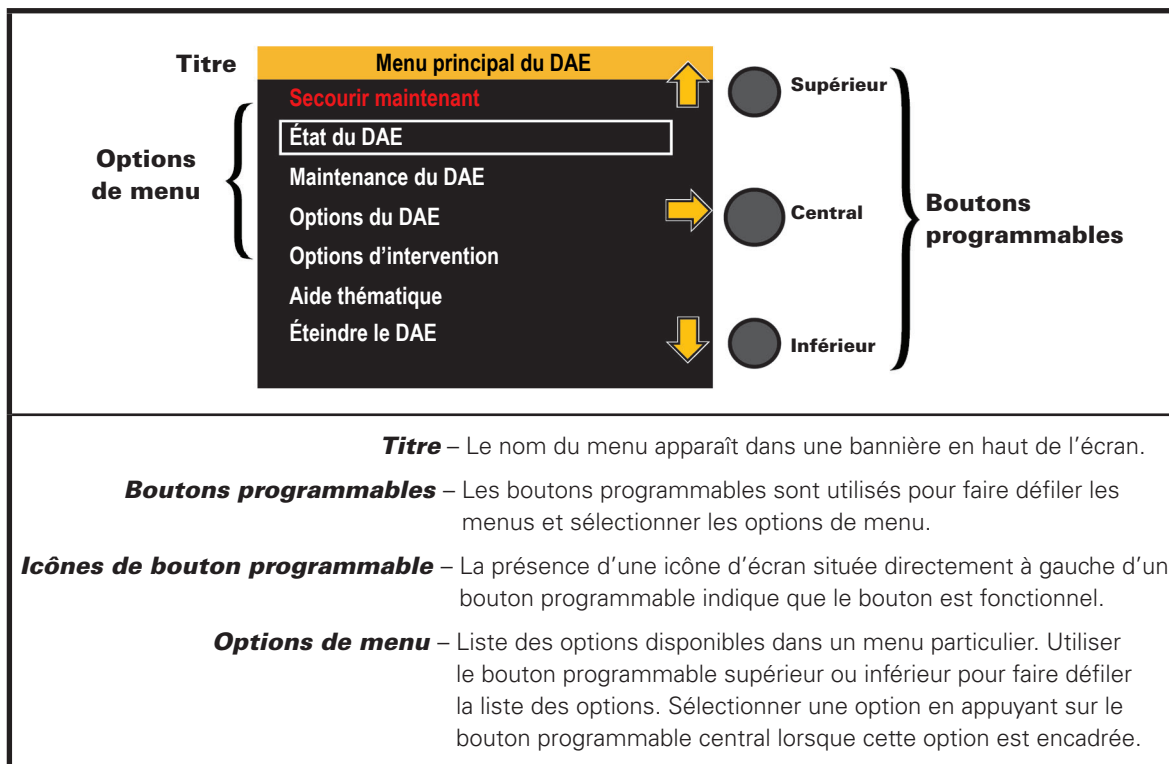 Titre
Menu principal du DAE
Secourir maintenant
État du DAE
Maintenance du DAE
Options du DAE
Options d'intervention
Aide thématique
Éteindre le DAE
Options
de menu
Supérieur
Central
Inférieur
Boutons
programmables
Titre – Le nom du menu apparaît dans une bannière en haut de l'écran.
Boutons programmables – Les boutons programmables sont utilisés pour faire défiler les
menus et sélectionner les options de menu.
Icônes de bouton programmable – La présence d'une icône d'écran située directement à gauche d'un
bouton programmable indique que le bouton est fonctionnel.
Options de menu – Liste des options disponibles dans un menu particulier. Utiliser
le bouton programmable supérieur ou inférieur pour faire défiler
la liste des options. Sélectionner une option en appuyant sur le
bouton programmable central lorsque cette option est encadrée.